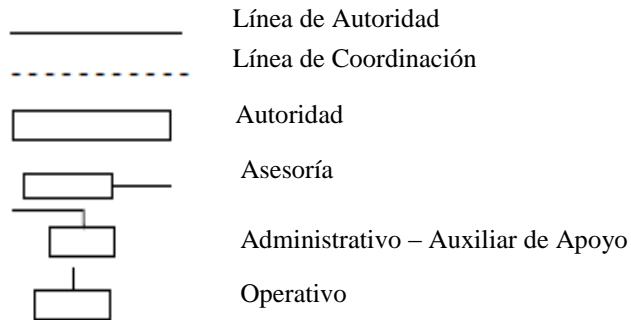 Línea de Autoridad
Línea de Coordinación
Autoridad
Asesoría
Administrativo – Auxiliar de Apoyo
Operativo